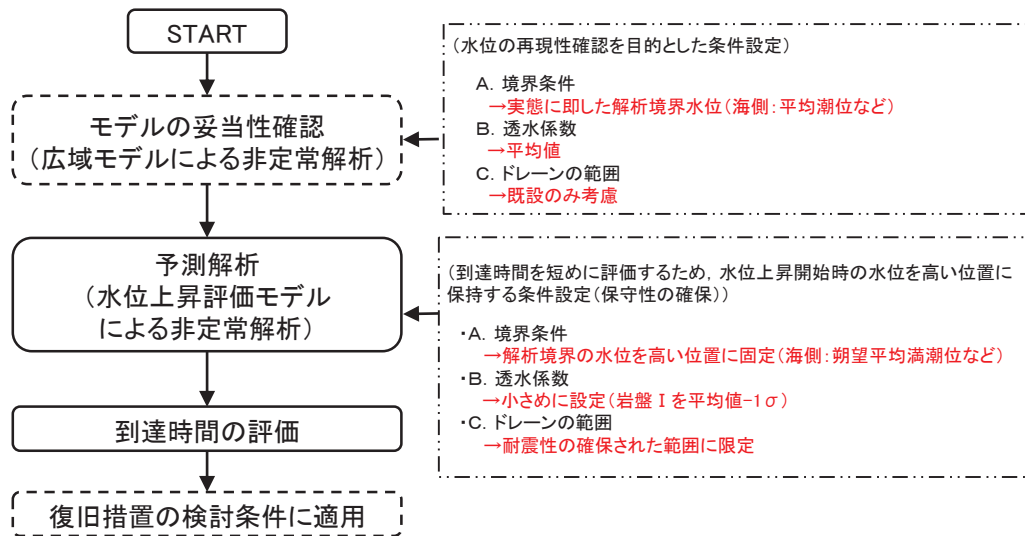 START
モデルの妥当性確認
（広域モデルによる非定常解析）
予測解析
（水位上昇評価モデル
による非定常解析）
到達時間の評価
復旧措置の検討条件に適用
（水位の再現性確認を目的とした条件設定）
A．境界条件
→実態に即した解析境界水位（海側：平均潮位など）
B．透水係数
→平均値
C．ドレーンの範囲
→既設のみ考慮
（到達時間を短めに評価するため，水位上昇開始時の水位を高い位置に
保持する条件設定（保守性の確保））
・A．境界条件
→解析境界の水位を高い位置に固定（海側：朔望平均満潮位など）
・B．透水係数
→小さめに設定（岩盤Ⅰを平均値-1σ）
・C．ドレーンの範囲
→耐震性の確保された範囲に限定